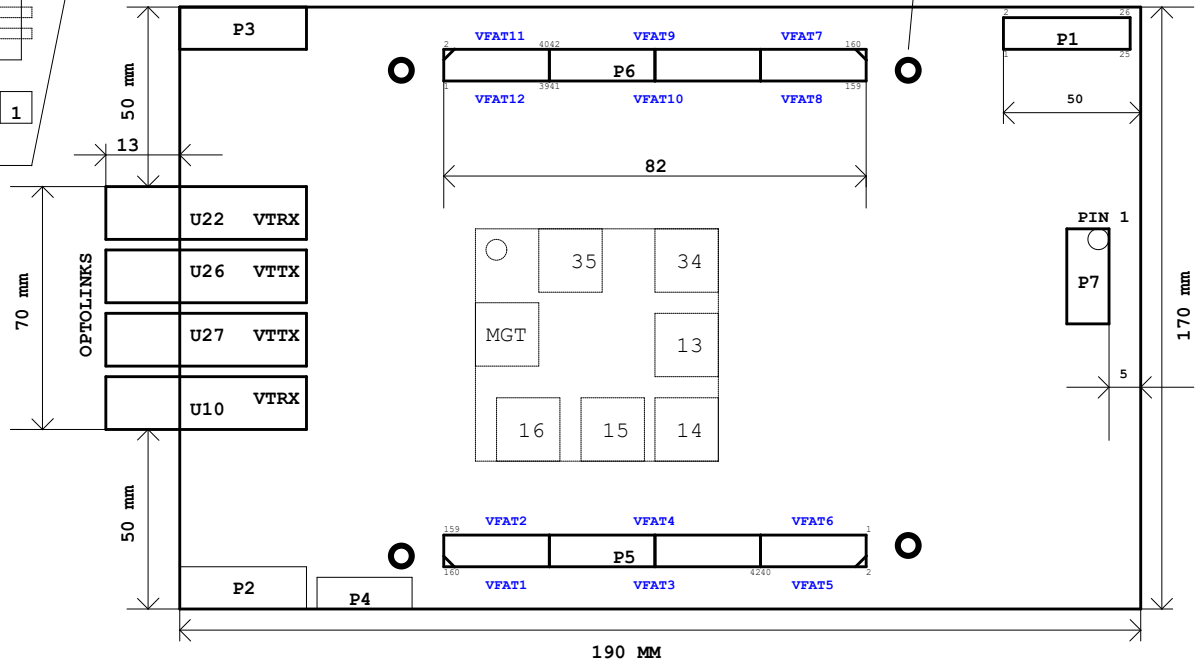 P3
VFAT11 VFAT9 VFAT7
P1
2 26
2 4042 160
P6
1 3941 159
1 25
VFAT12 VFAT10 VFAT8
50 mm
1
50
13
82
U22 VTRX
PIN 1
35 34
U26 VTTX
OPTOLINKS
70 mm
P7
170 mm
MGT
U27 VTTX
13
5
U10 VTRX
16 15 14
50 mm
VFAT2 VFAT4 VFAT6
159 1
P5
160 4240 2
VFAT1 VFAT3 VFAT5
P2
P4
190 MM